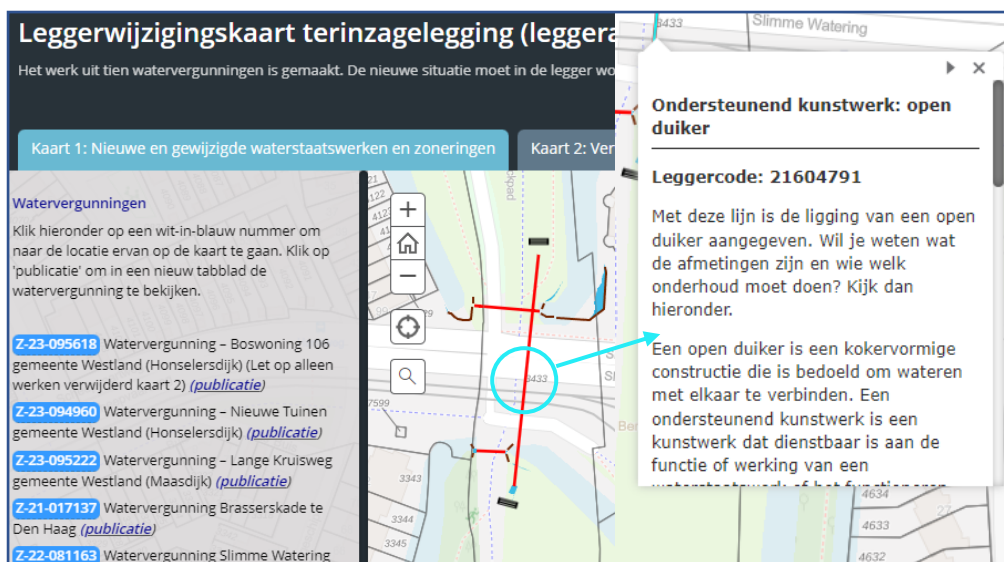 Leggerwijzigingskaart terinzagelegging (leggera
Het werk uit tien watervergunningen is gemaakt. De nieuwe situatie moet in de legger wo
Kaart 1: Nieuwe en gewijzigde waterstaatswerken en zoneringen
Kaart 2: Ver
Watervergunningen
Klik hieronder op een wit-in-blauw nummer om
naar de locatie ervan op de kaart te gaan. Klik op
'publicatie' om in een nieuw tabblad de
watervergunning te bekijken.
Z-23-095618 Watervergunning – Boswoning 106
gemeente Westland (Honselersdijk) (Let op alleen
werken verwijderd kaart 2) (publicatie)
Z-23-094960 Watervergunning – Nieuwe Tuinen
gemeente Westland (Honselersdijk) (publicatie)
Z-23-095222 Watervergunning – Lange Kruisweg
gemeente Westland (Maasdijk) (publicatie)
Z-21-017137 Watervergunning Brasserskade te
Den Haag (publicatie)
Z-22-081163 Watervergunning Slimme Watering
3433
7599
3343
3344
3345
3433
Slimme Watering
Ondersteunend kunstwerk: open
duiker
Leggercode: 21604791
Met deze lijn is de ligging van een open
duiker aangegeven. Wil je weten wat
de afmetingen zijn en wie welk
onderhoud moet doen? Kijk dan
hieronder.
Een open duiker is een kokervormige
constructie die is bedoeld om wateren
met elkaar te verbinden. Een
ondersteunend kunstwerk is een
kunstwerk dat dienstbaar is aan de
functie of werking van een
4634
4633
4632